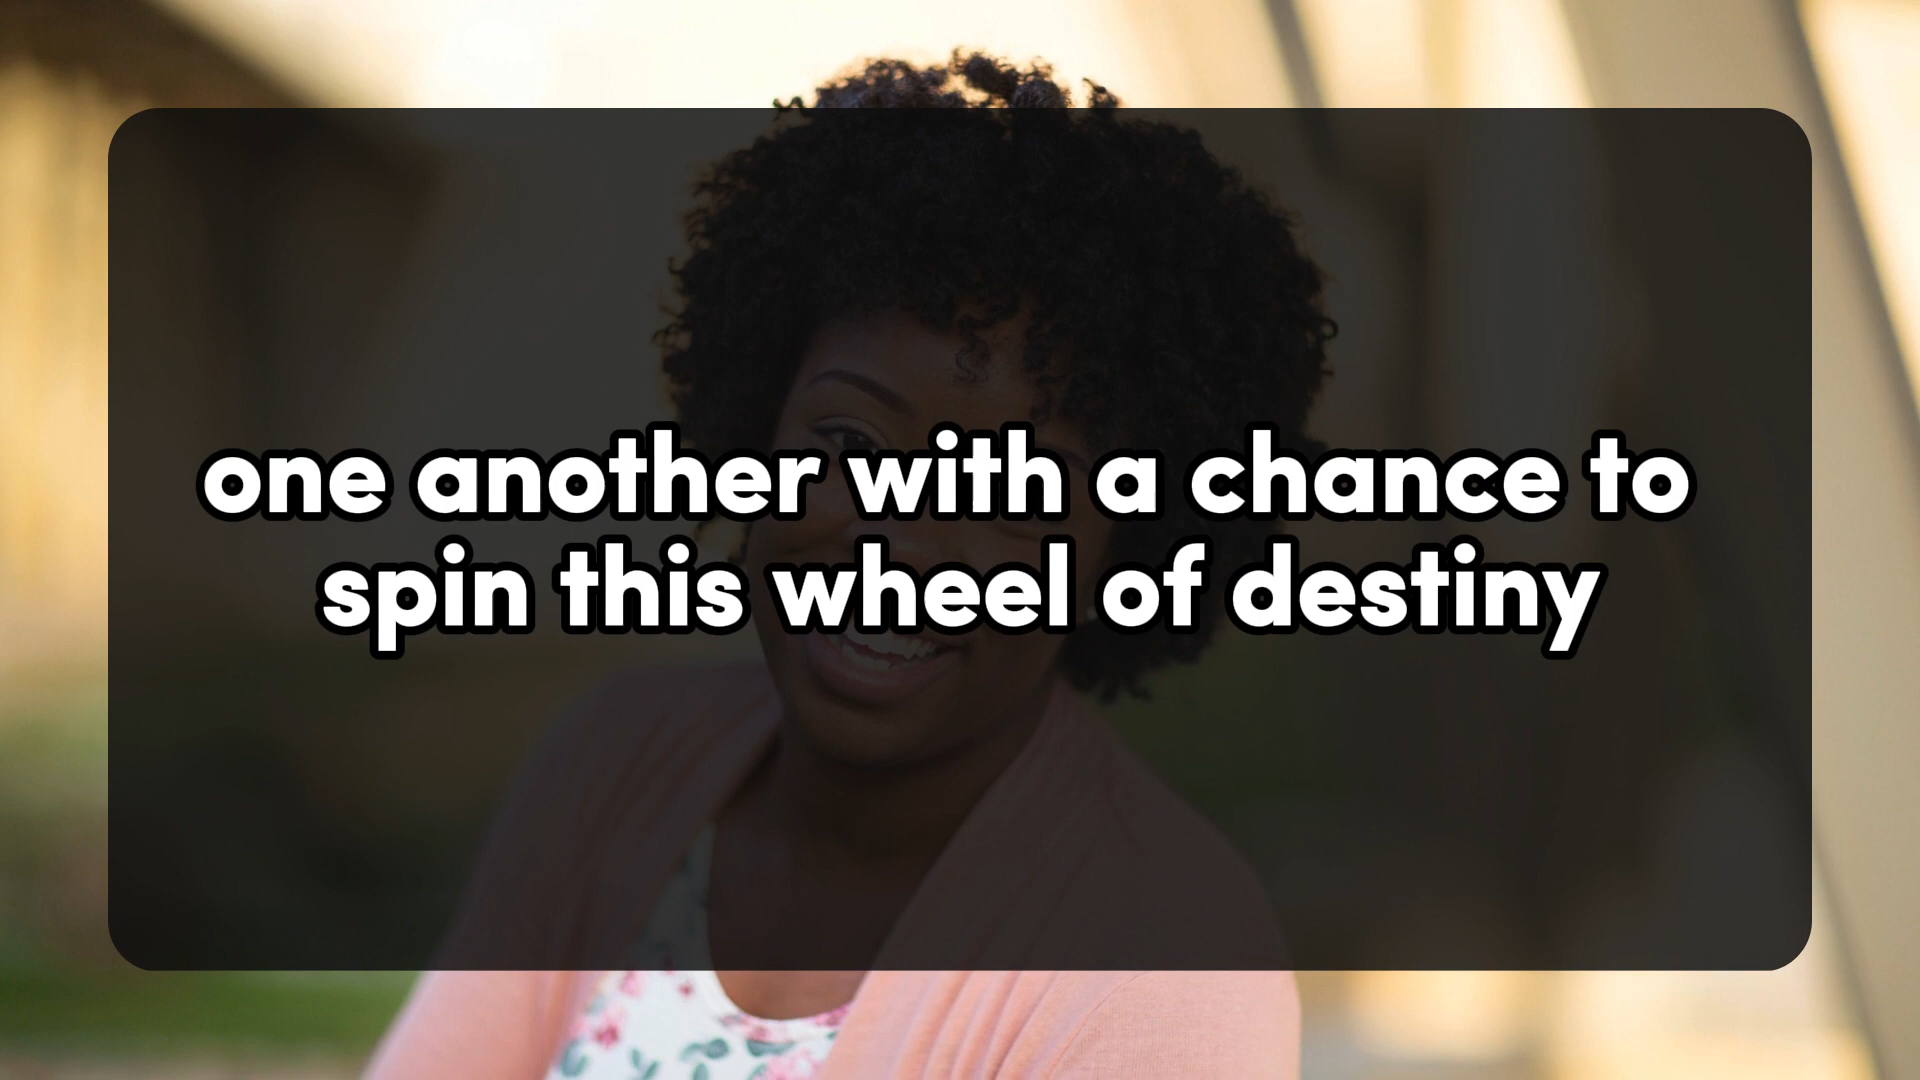 one another with a chance to
spin this wheel of destiny